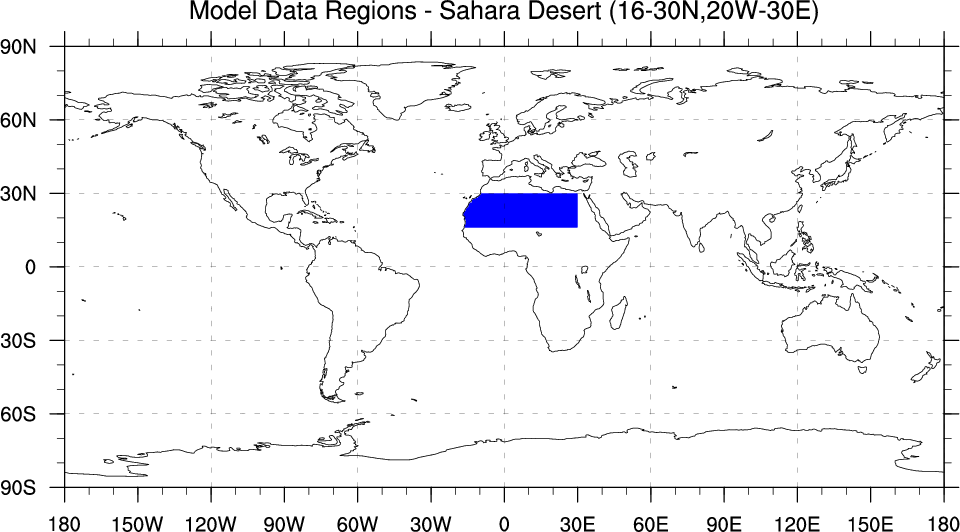 Model Data Regions - Sahara Desert (16-30N,20W-30E)
90N
60N
30N
0
30S
60S
90S
180 150W 120W 90W 60W 30W 0 30E 60E 90E 120E 150E 180